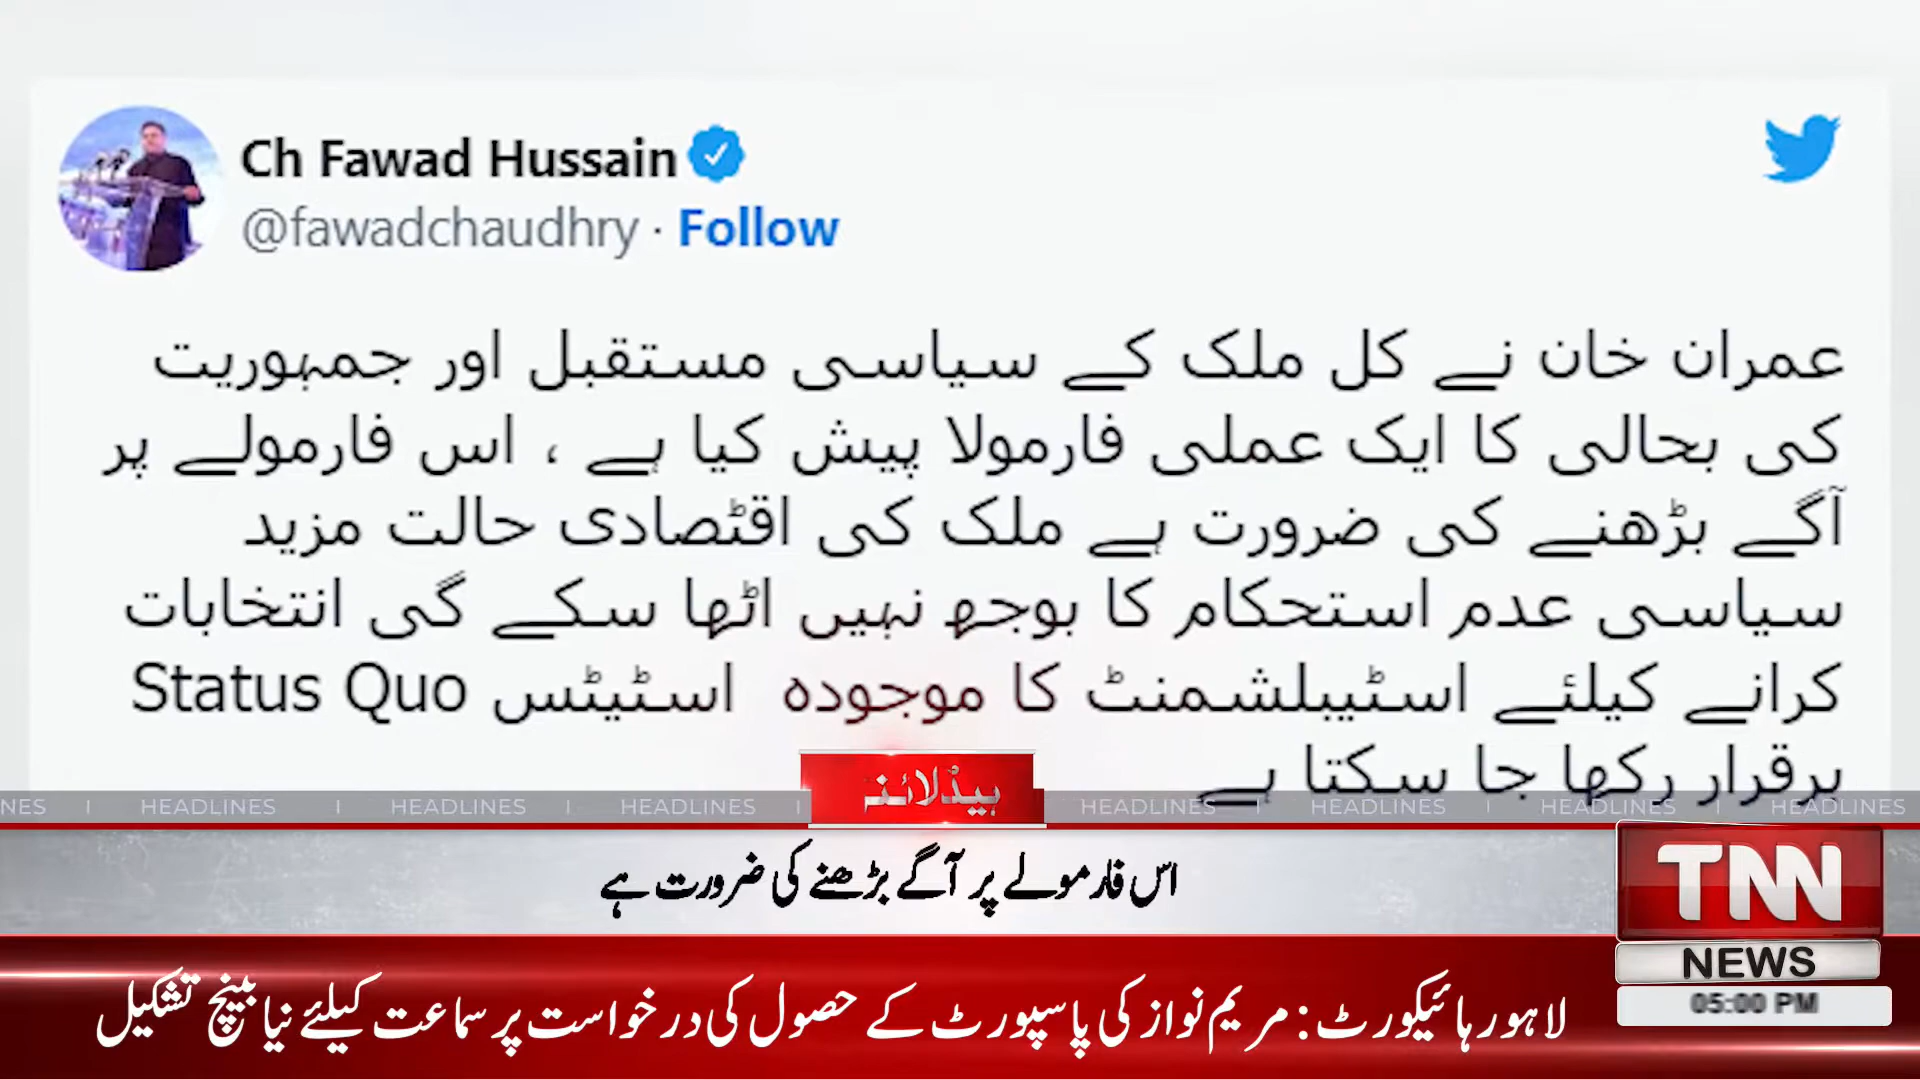 Ch Fawad Hussain
@fawadchaudhry · Follow
عمران خان نے کل ملک کے سیاسی مستقبل اور جمہوریت
کی بحالی کا ایک عملی فارمولا پیش کیا ہے ، اس فارمولے پر
آگے بڑھنے کی ضرورت ہے ملک کی اقٹصادی حالت مزید
سیاسی عدم استحکام کا بوجھ نہیں اٹھا سکے گی انتخابات
کرانے کیلئے اسٹیبلشمنٹ کا موجودہ اسٹیٹس Status Quo
برقرار رکھا جا سکتا ہے
NES | HEADLINES | HEADLINES | HEADLINES | ہیڈلائنز HEADLINES | HEADLINES | HEADLINES | HEADLINES
اس فارمولے پر آگے بڑھنے کی ضرورت ہے
TNN
NEWS
05:00 PM
لاہورہائیکورٹ: مریم نواز کی پاسپورٹ کے حصول کی درخواست پر سماعت کیلئے نیا بینچ تشکیل